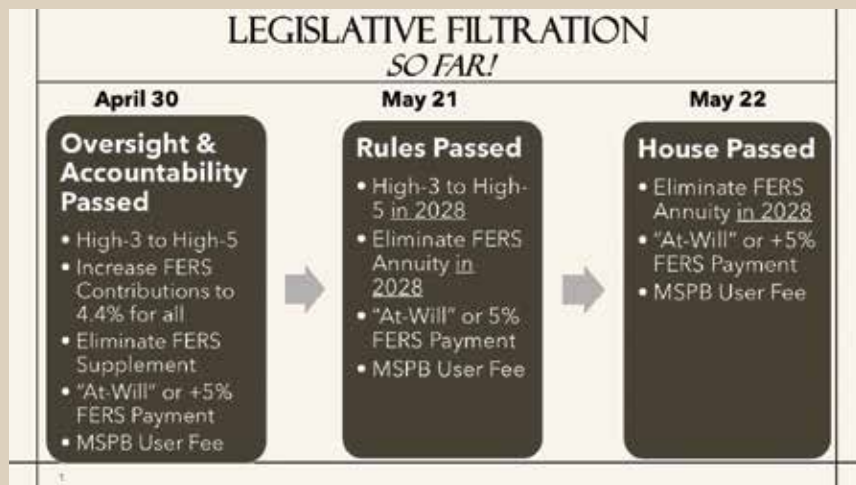 LEGISLATIVE FILTRATION
SO FAR!
April 30
Oversight &
Accountability
Passed
• High-3 to High-5
• Increase FERS
Contributions to
4.4% for all
• Eliminate FERS
Supplement
• "At-Will" or +5%
FERS Payment
• MSPB User Fee
May 21
Rules Passed
• High-3 to High-
5 in 2028
• Eliminate FERS
Annuity in
2028
• "At-Will" or 5%
FERS Payment
• MSPB User Fee
May 22
House Passed
• Eliminate FERS
Annuity in 2028
• "At-Will" or +5%
FERS Payment
• MSPB User Fee